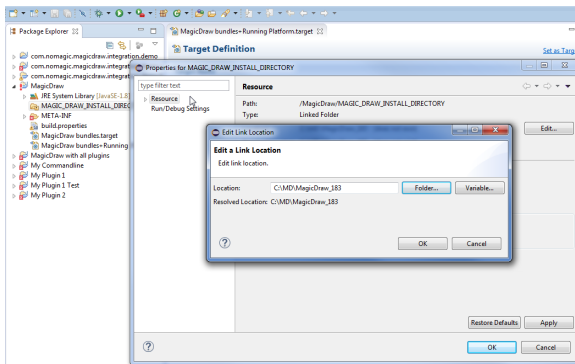 Package Explorer
MagicDraw bundles+Running Platform.target
Target Definition
Set as Targ
com.nomagic.magicdraw.integration.demo
com.nomagic.magicdraw.integrat
com.nomagic.magicdraw.integrat
MagicDraw
JRE System Library [JavaSE-1.8]
MAGIC_DRAW_INSTALL_DIREC
META-INF
build.properties
MagicDraw bundles.target
MagicDraw bundles+Running
MagicDraw with all plugins
My Commandline
My Plugin 1
My Plugin 1 Test
My Plugin 2
Properties for MAGIC_DRAW_INSTALL_DIRECTORY
type filter text
Resource
Run/Debug Settings
Resource
Path: /MagicDraw/MAGIC_DRAW_INSTALL_DIRECTORY
Type: Linked Folder
Edit...
Edit Link Location
Edit a Link Location
Edit link location.
Location: C:\MD\MagicDraw_183 Folder... Variable...
Resolved Location: C:\MD\MagicDraw_183
OK Cancel
Restore Defaults Apply
OK Cancel